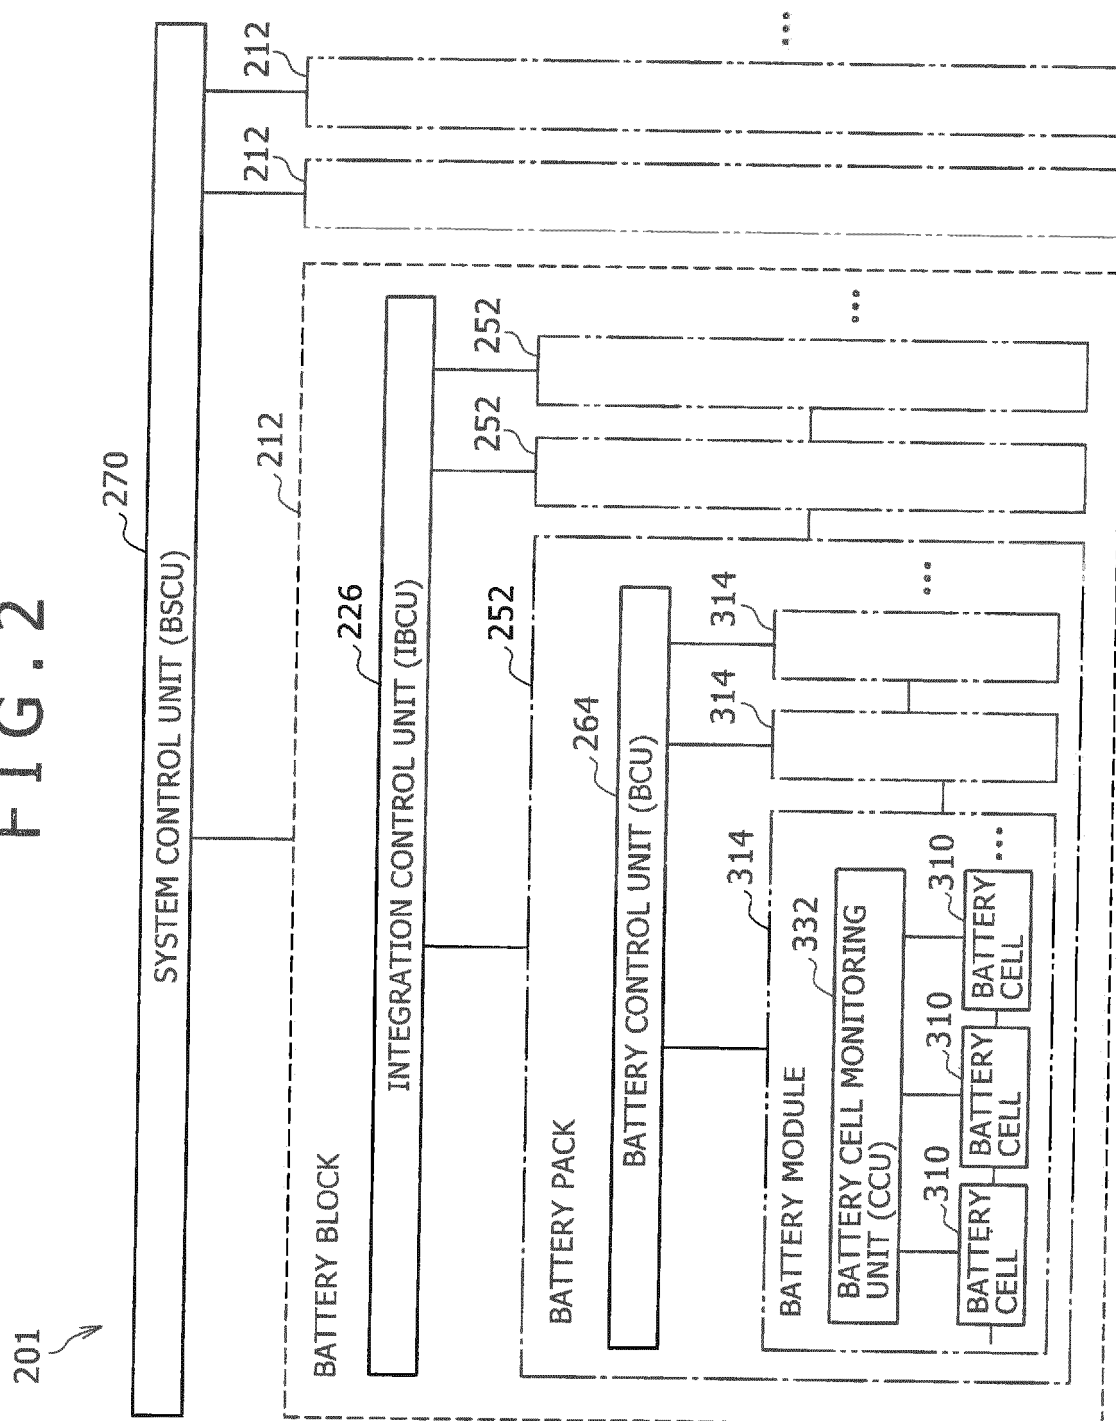 FIG.2
201
270
SYSTEM CONTROL UNIT (BSCU)
212
212
212
BATTERY BLOCK
226
INTEGRATION CONTROL UNIT (IBCU)
252
252
252
...
BATTERY PACK
264
BATTERY CONTROL UNIT (BCU)
314
314
314
...
BATTERY MODULE
332
BATTERY CELL MONITORING
UNIT (CCU)
310
310
310
BATTERY
CELL
BATTERY
CELL
BATTERY
CELL
...
...